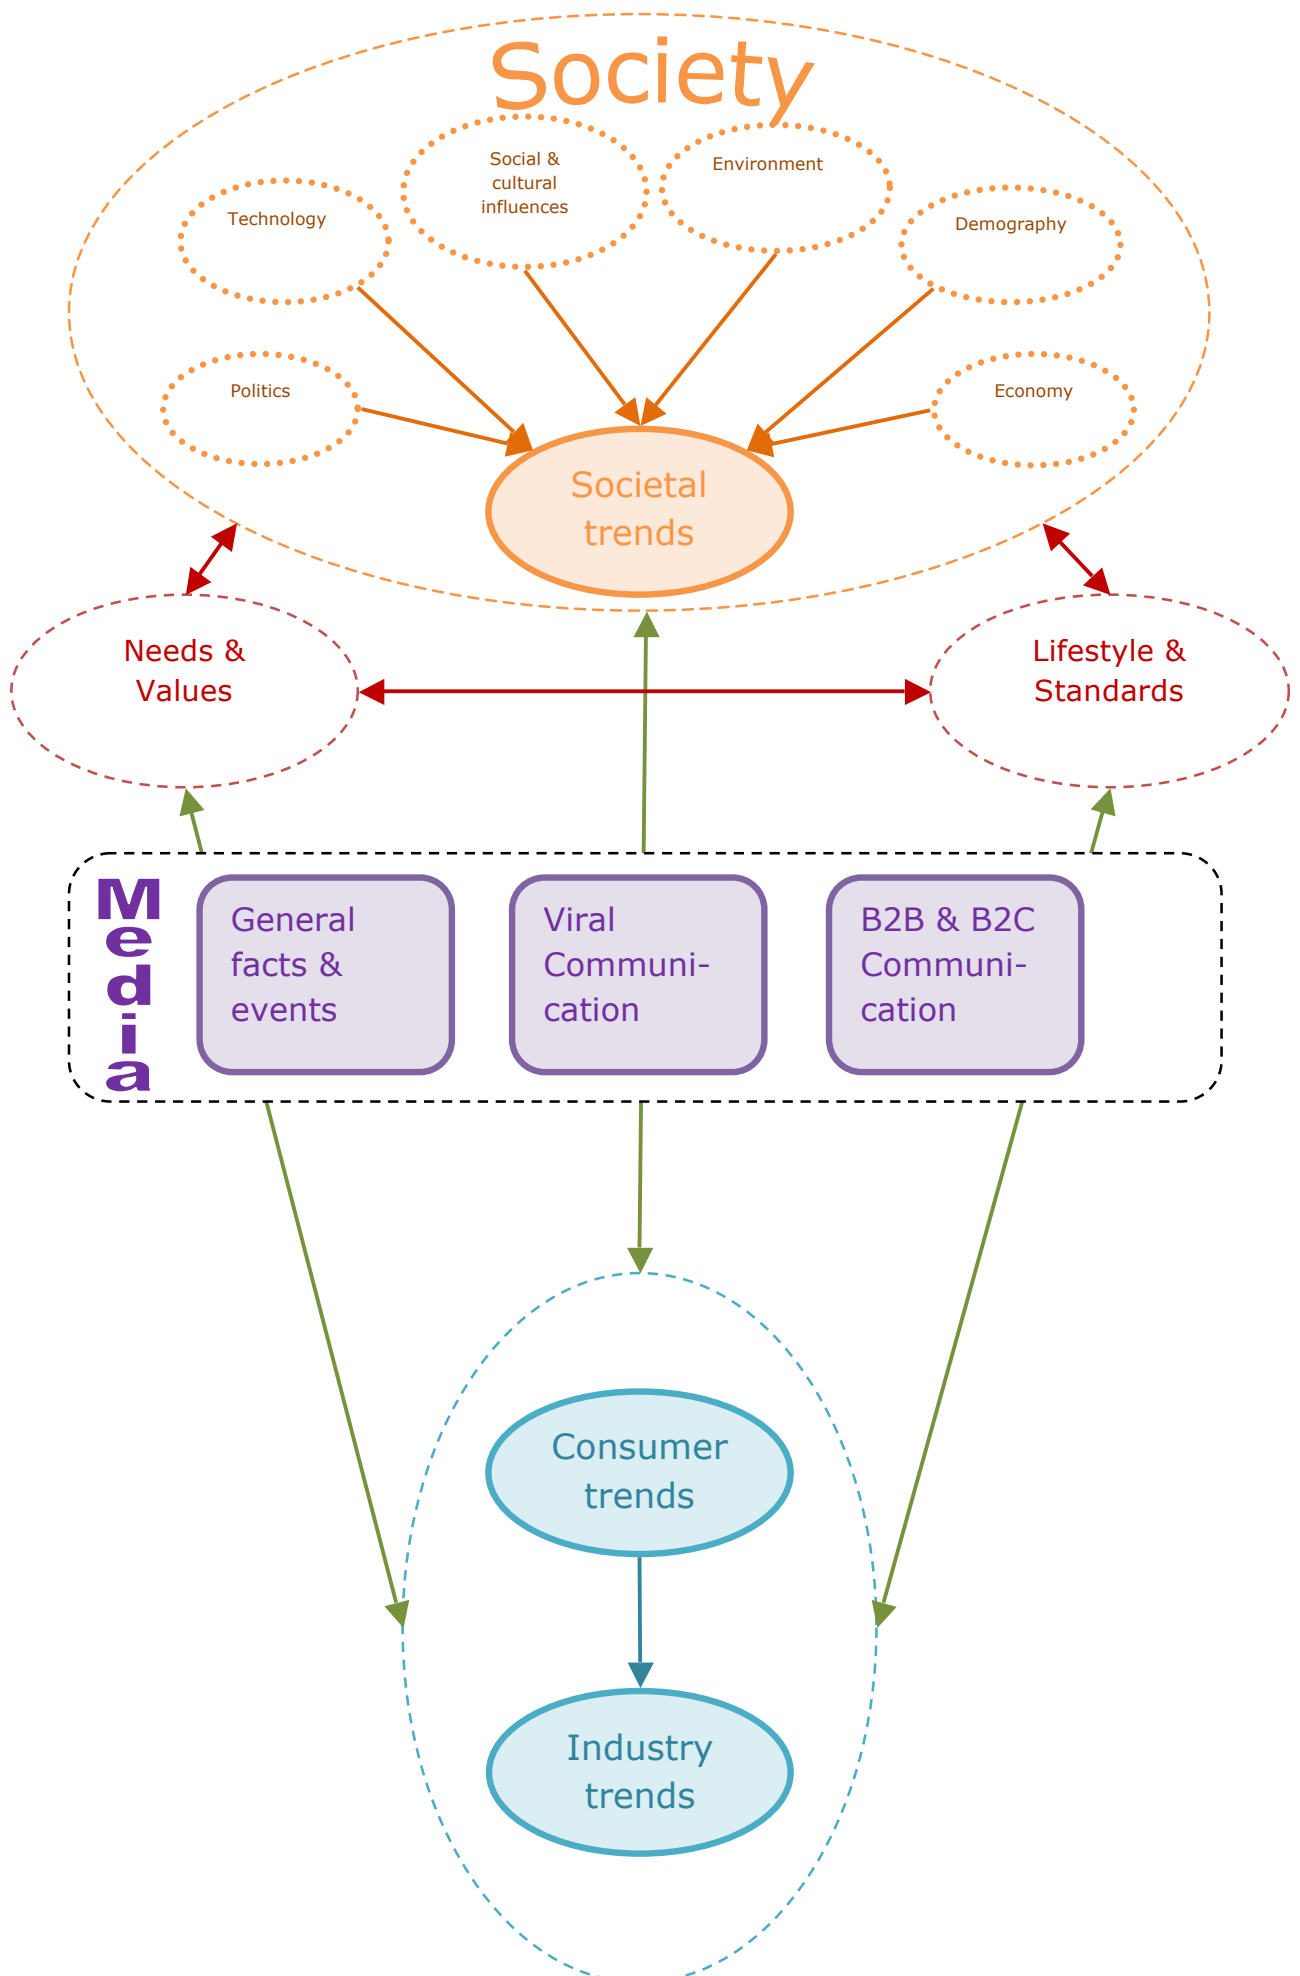 Society
Social &
cultural
influences
Environment
Technology
Demography
Politics
Economy
Societal
trends
Needs &
Values
Lifestyle &
Standards
Media
General
facts &
events
Viral
Communi-
cation
B2B & B2C
Communi-
cation
Consumer
trends
Industry
trends